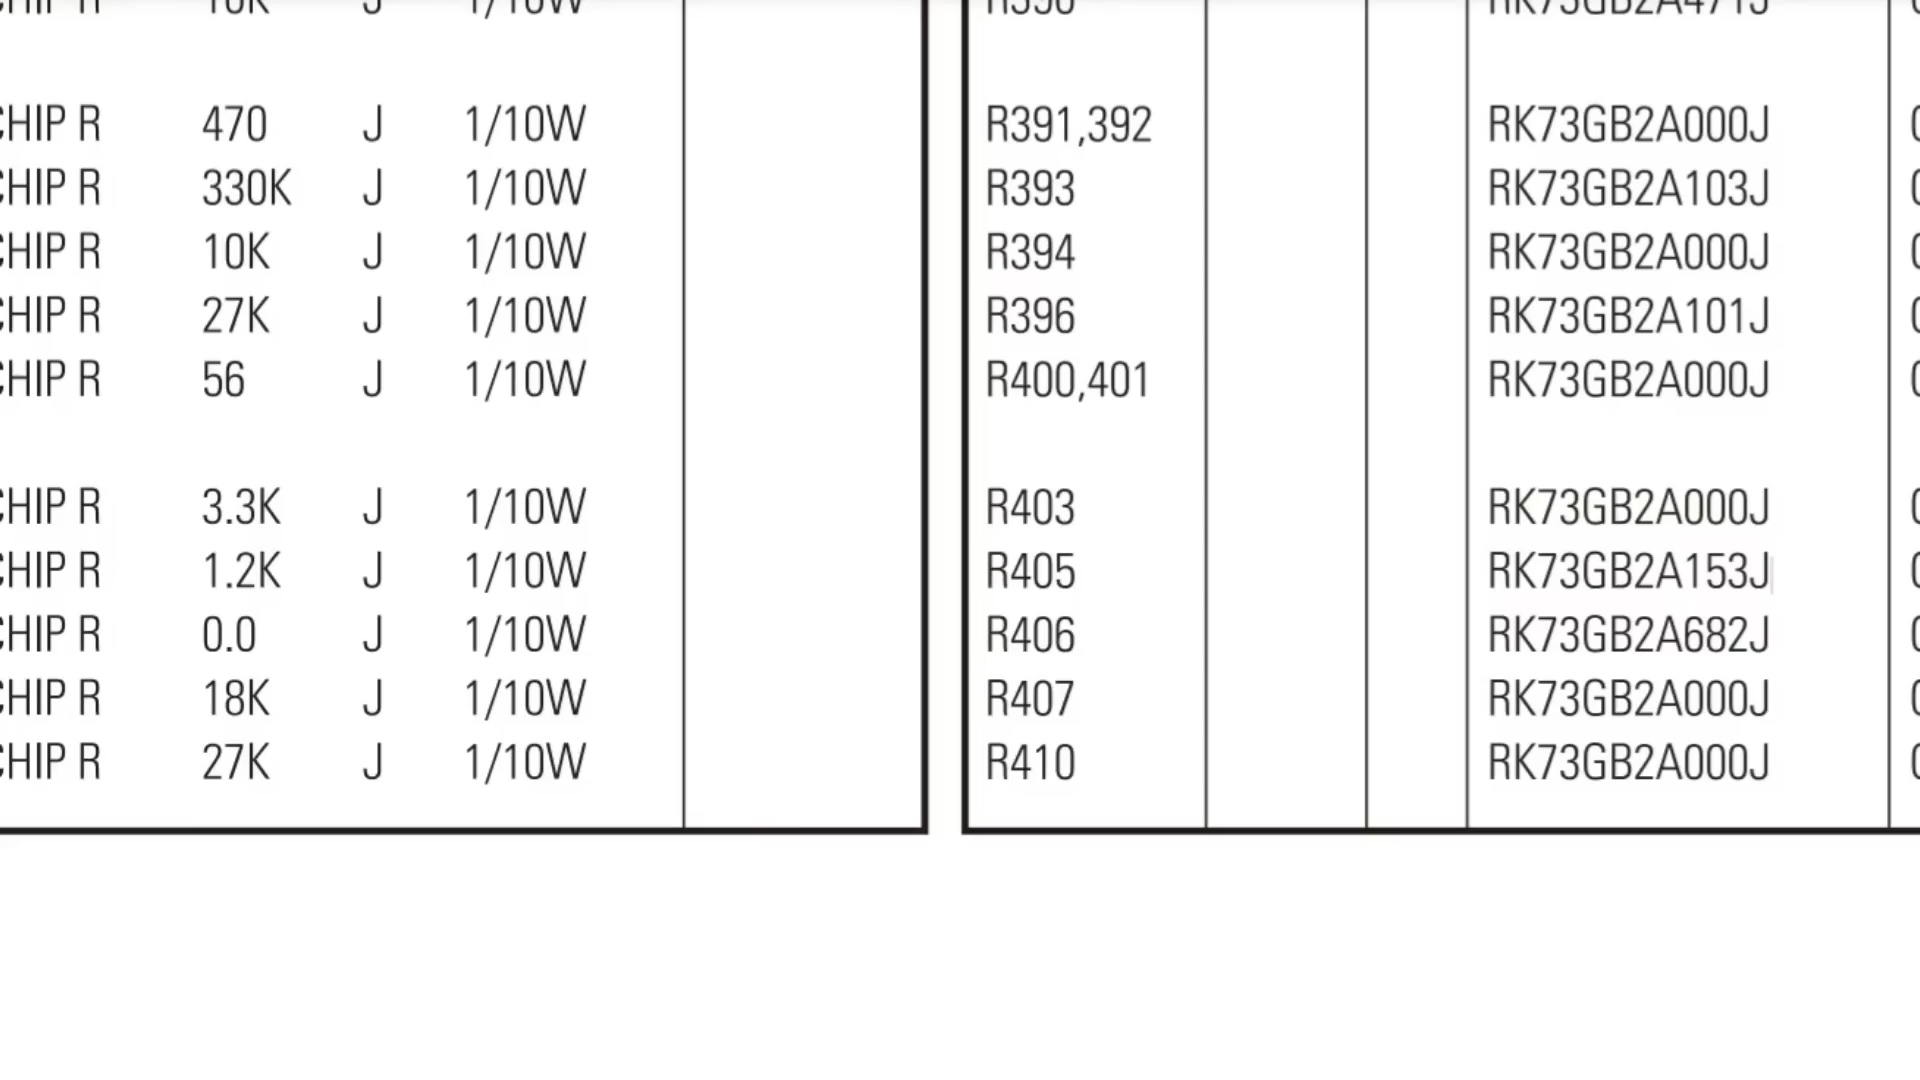 CHIP R 470 J 1/10W
CHIP R 330K J 1/10W
CHIP R 10K J 1/10W
CHIP R 27K J 1/10W
CHIP R 56 J 1/10W
CHIP R 3.3K J 1/10W
CHIP R 1.2K J 1/10W
CHIP R 0.0 J 1/10W
CHIP R 18K J 1/10W
CHIP R 27K J 1/10W
R390 RK73GB2A471J
R391,392 RK73GB2A000J
R393 RK73GB2A103J
R394 RK73GB2A000J
R396 RK73GB2A101J
R400,401 RK73GB2A000J
R403 RK73GB2A000J
R405 RK73GB2A153J
R406 RK73GB2A682J
R407 RK73GB2A000J
R410 RK73GB2A000J